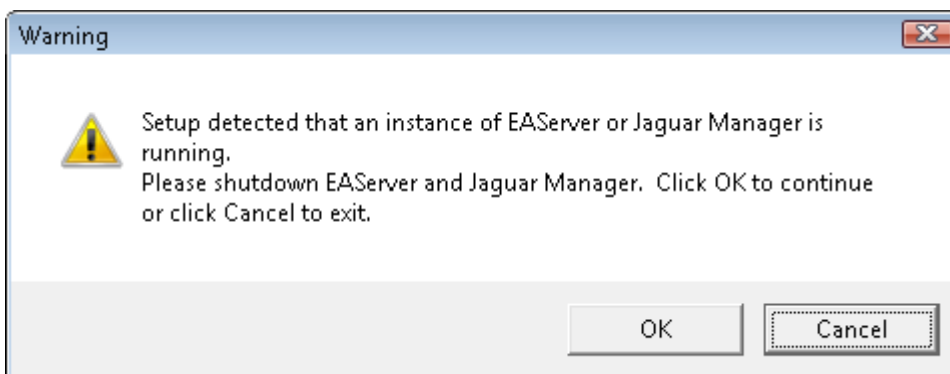 Warning
Setup detected that an instance of EAServer or Jaguar Manager is
running.
Please shutdown EAServer and Jaguar Manager.  Click OK to continue
or click Cancel to exit.
OK
Cancel